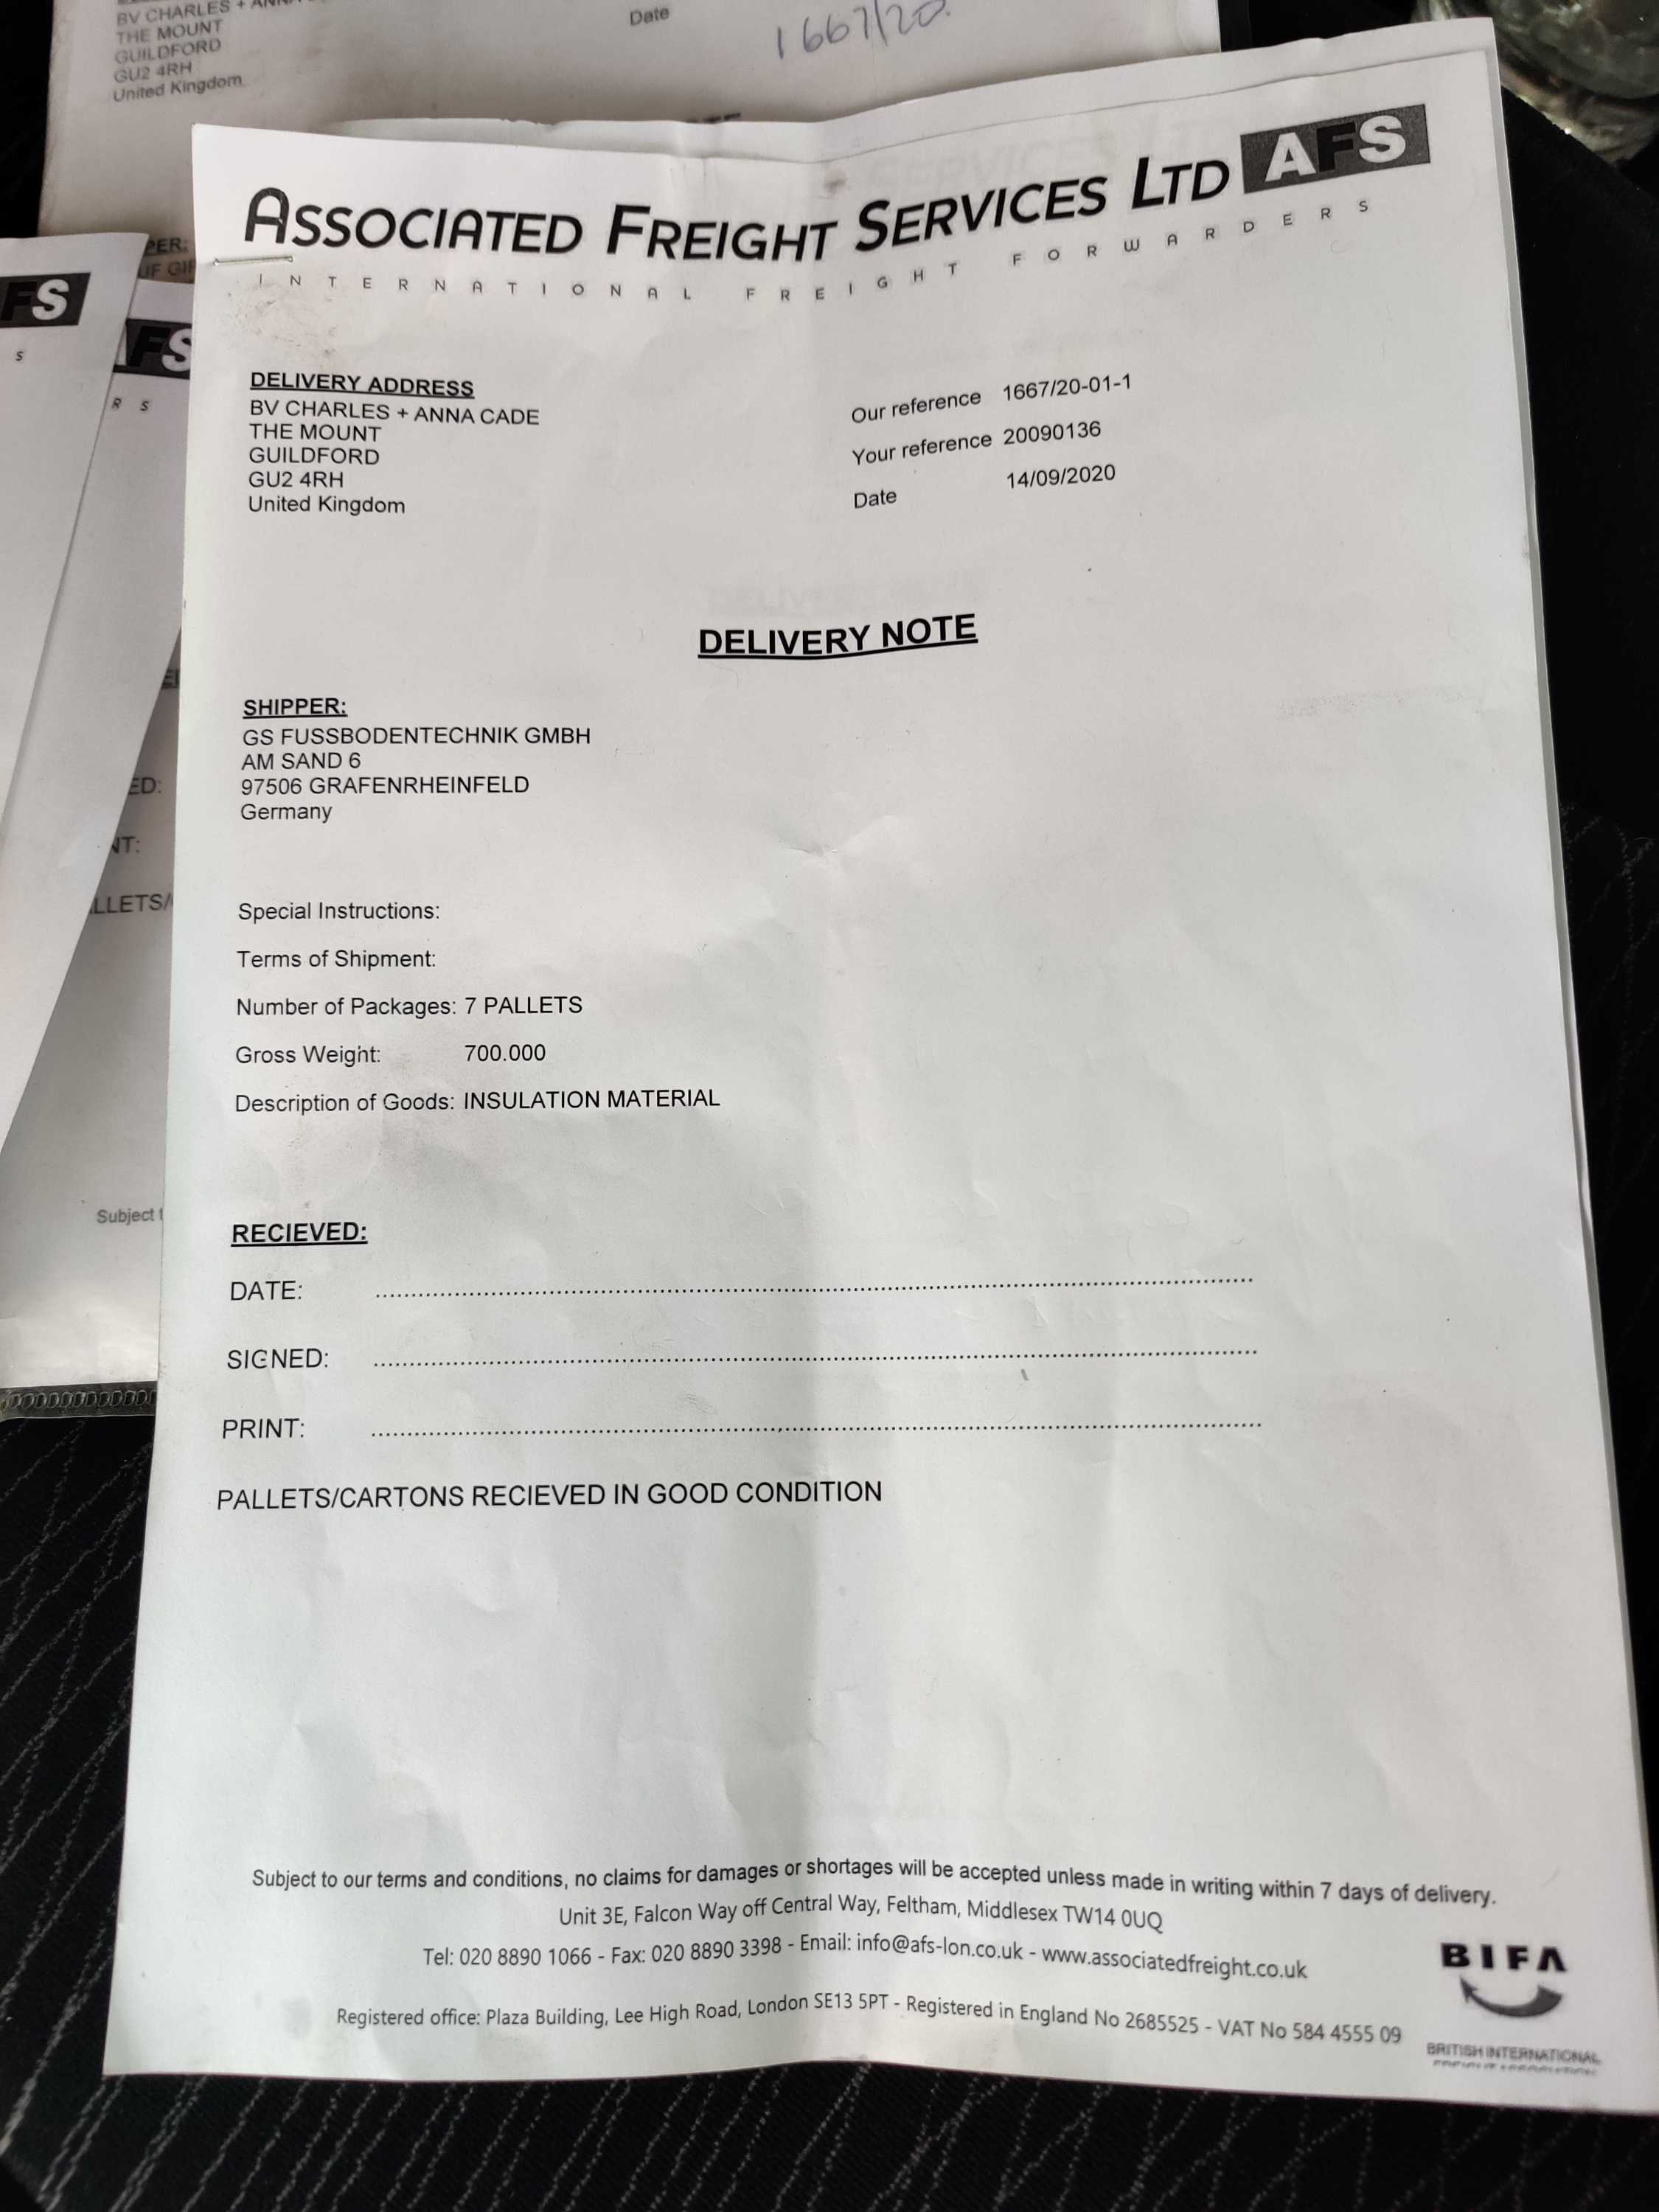 BV CHARLES + ANNA
THE MOUNT
GUILDFORD
GU2 4RH
United Kingdom
Date
1667/20.
PER:
FS
S
FS
R S
ED:
NT:
LLETS/
Subject t
ASSOCIATED FREIGHT SERVICES LTD AFS
INTERNATIONAL FREIGHT FORWARDERS
DELIVERY ADDRESS
BV CHARLES + ANNA CADE
THE MOUNT
GUILDFORD
GU2 4RH
United Kingdom
Our reference 1667/20-01-1
Your reference 20090136
Date 14/09/2020
DELIVERY NOTE
SHIPPER:
GS FUSSBODENTECHNIK GMBH
AM SAND 6
97506 GRAFENRHEINFELD
Germany
Special Instructions:
Terms of Shipment:
Number of Packages: 7 PALLETS
Gross Weight: 700.000
Description of Goods: INSULATION MATERIAL
RECIEVED:
DATE:
SIGNED:
PRINT:
PALLETS/CARTONS RECIEVED IN GOOD CONDITION
Subject to our terms and conditions, no claims for damages or shortages will be accepted unless made in writing within 7 days of delivery.
Unit 3E, Falcon Way off Central Way, Feltham, Middlesex TW14 0UQ
Tel: 020 8890 1066 - Fax: 020 8890 3398 - Email: info@afs-lon.co.uk - www.associatedfreight.co.uk
Registered office: Plaza Building, Lee High Road, London SE13 5PT - Registered in England No 2685525 - VAT No 584 4555 09
BIFA
BRITISH INTERNATIONAL